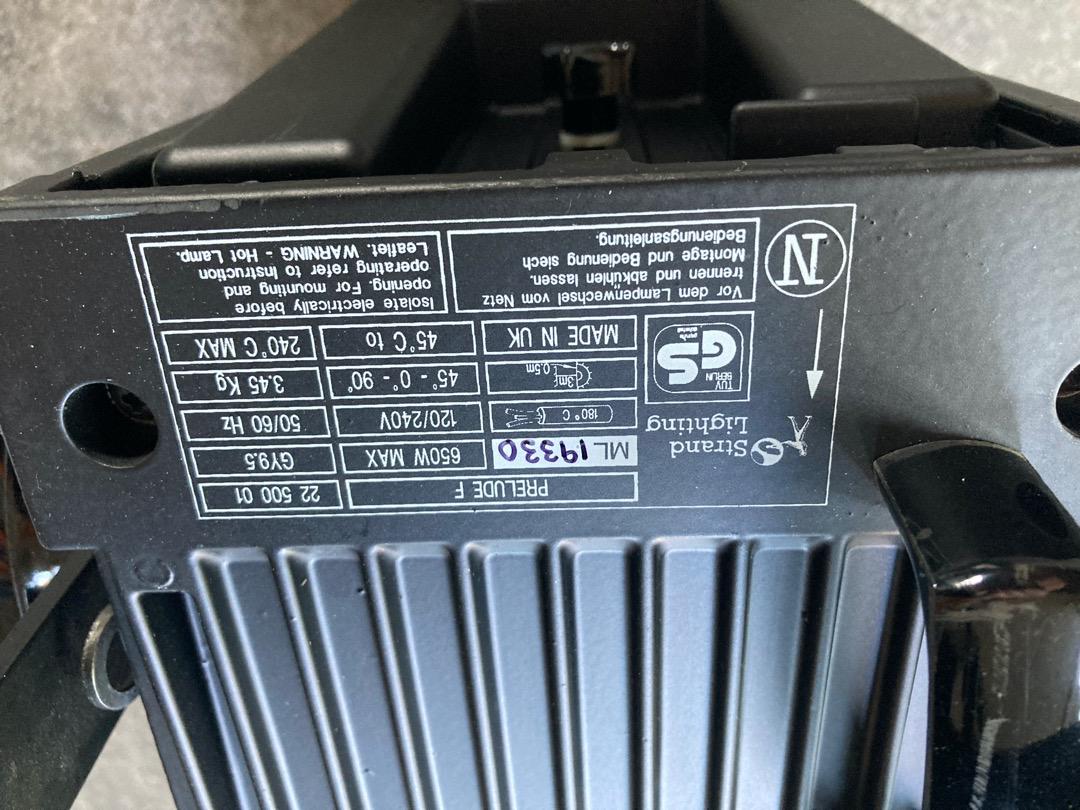 PRELUDE F
22 500 01
ML 19330
650W MAX
GY9.5
180°C
120/240V
50/60 Hz
3m
0.5m
45° - 0° - 90°
3.45 Kg
MADE IN UK
45°C to
240°C MAX
Strand
Lighting
TUV
BERLIN
GS
N
Vor dem Lampenwechsel vom Netz
trennen und abkühlen lassen.
Montage und Bedienung siech
Bedienungsanleitung.
Isolate electrically before
opening. For mounting and
operating refer to Instruction
Leaflet. WARNING - Hot Lamp.